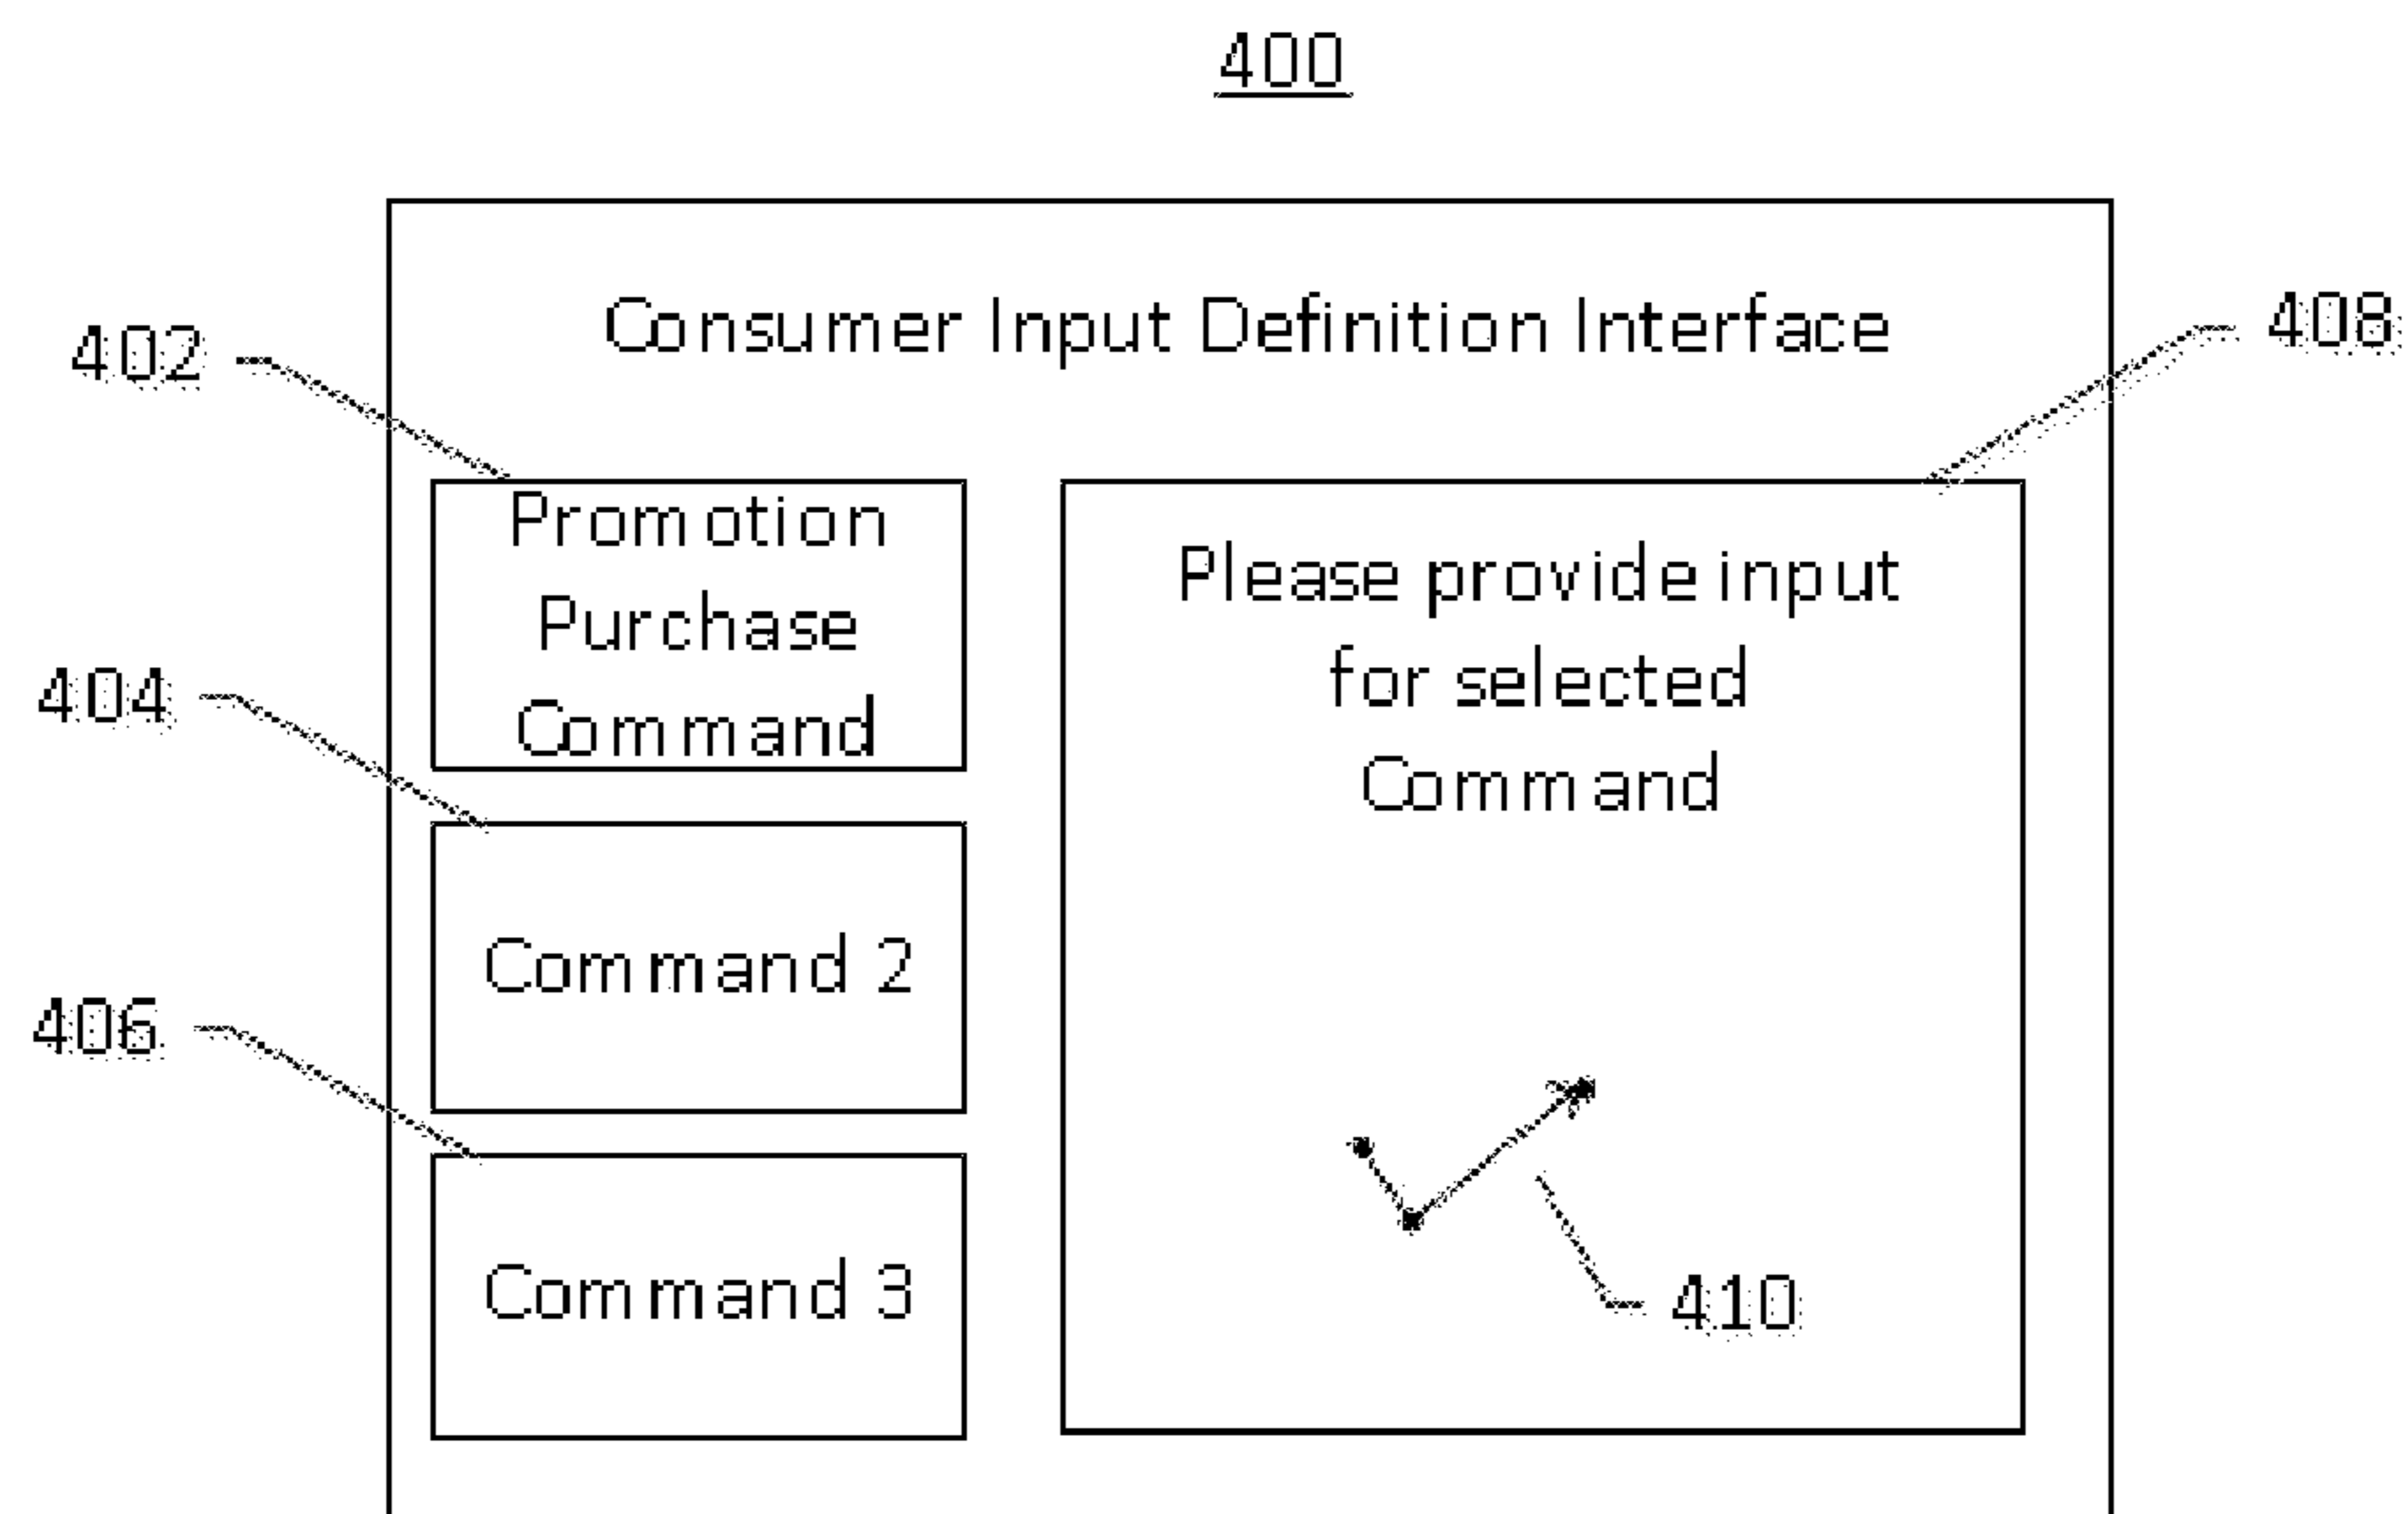 400
Consumer Input Definition Interface
402
408
Promotion
Purchase
Command
Please provide input
for selected
Command
404
Command 2
406
Command 3
410